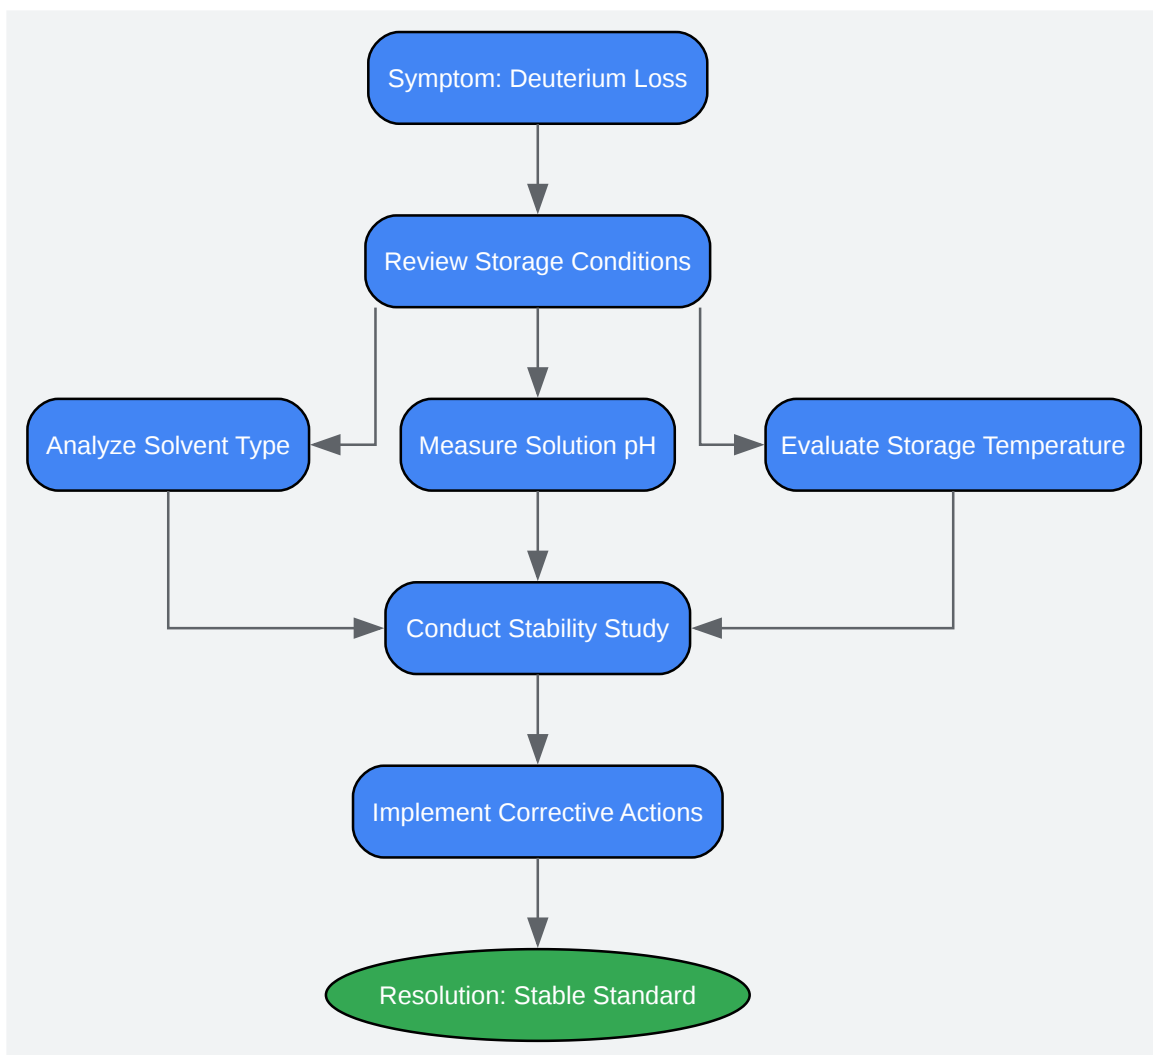 Symptom: Deuterium Loss
Review Storage Conditions
Analyze Solvent Type
Measure Solution pH
Evaluate Storage Temperature
Conduct Stability Study
Implement Corrective Actions
Resolution: Stable Standard